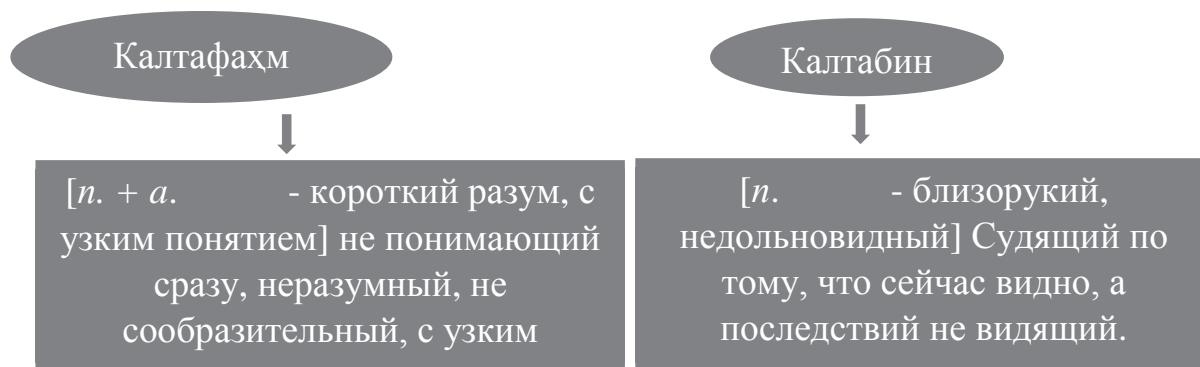 Калтафаҳм
[п. + а. - короткий разум, с
узким понятием] не понимающий
сразу, неразумный, не
сообразительный, с узким
Калтабин
[п. - близорукий,
недольновидный] Судящий по
тому, что сейчас видно, а
последствий не видящий.